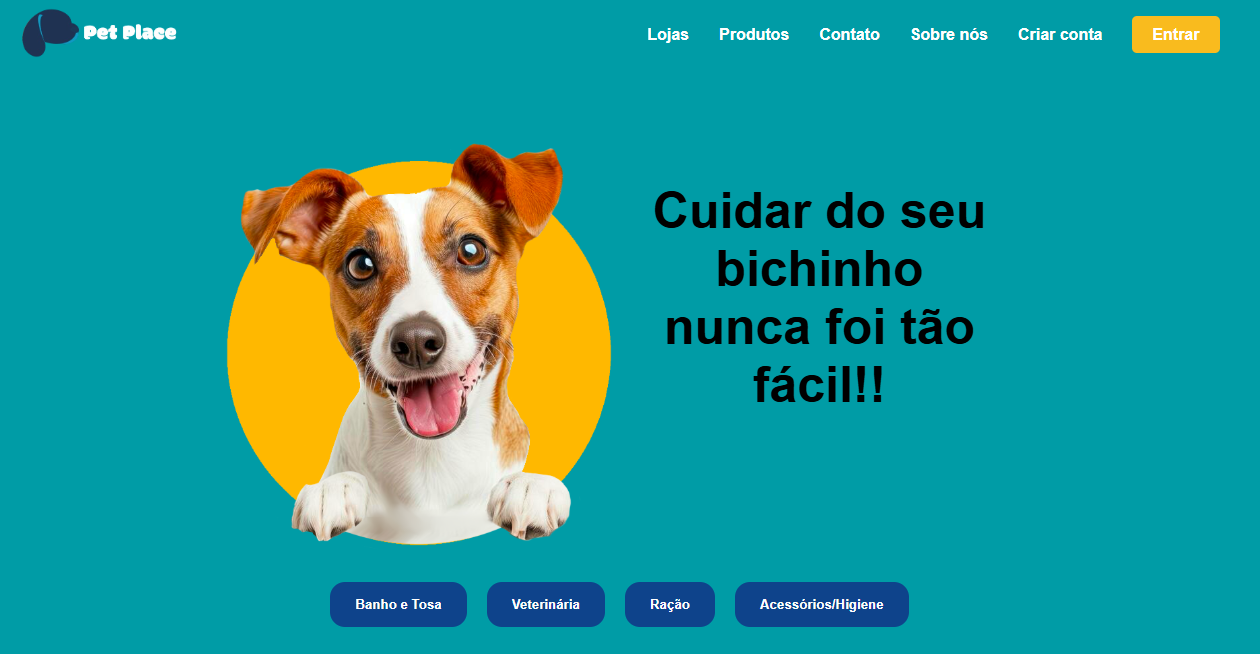 Pet Place
Lojas Produtos Contato Sobre nós Criar conta Entrar
Cuidar do seu
bichinho
nunca foi tão
fácil!!
Banho e Tosa Veterinária Ração Acessórios/Higiene